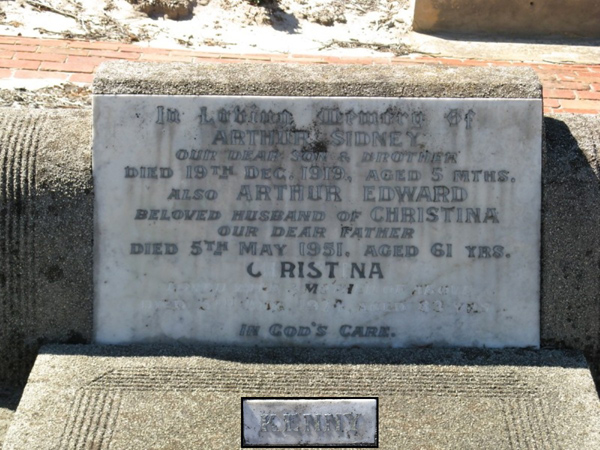 In Loving Memory Of
ARTHUR SIDNEY
OUR DEAR SON & BROTHER
DIED 19TH DEC. 1919, AGED 5 MTHS.
ALSO ARTHUR EDWARD
BELOVED HUSBAND OF CHRISTINA
OUR DEAR FATHER
DIED 5TH MAY 1951. AGED 61 YRS.
CHRISTINA
IN GOD'S CARE.
KENNY